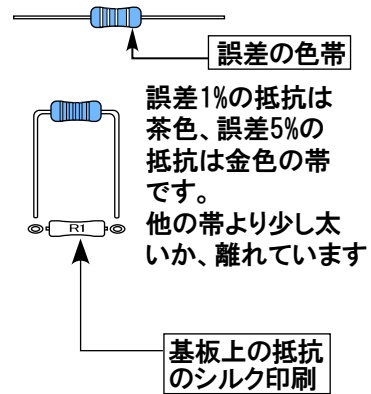 誤差の色帯
誤差1%の抵抗は
茶色、誤差5%の
抵抗は金色の帯
です。
他の帯より少し太
いか、離れています
R1
基板上の抵抗
のシルク印刷